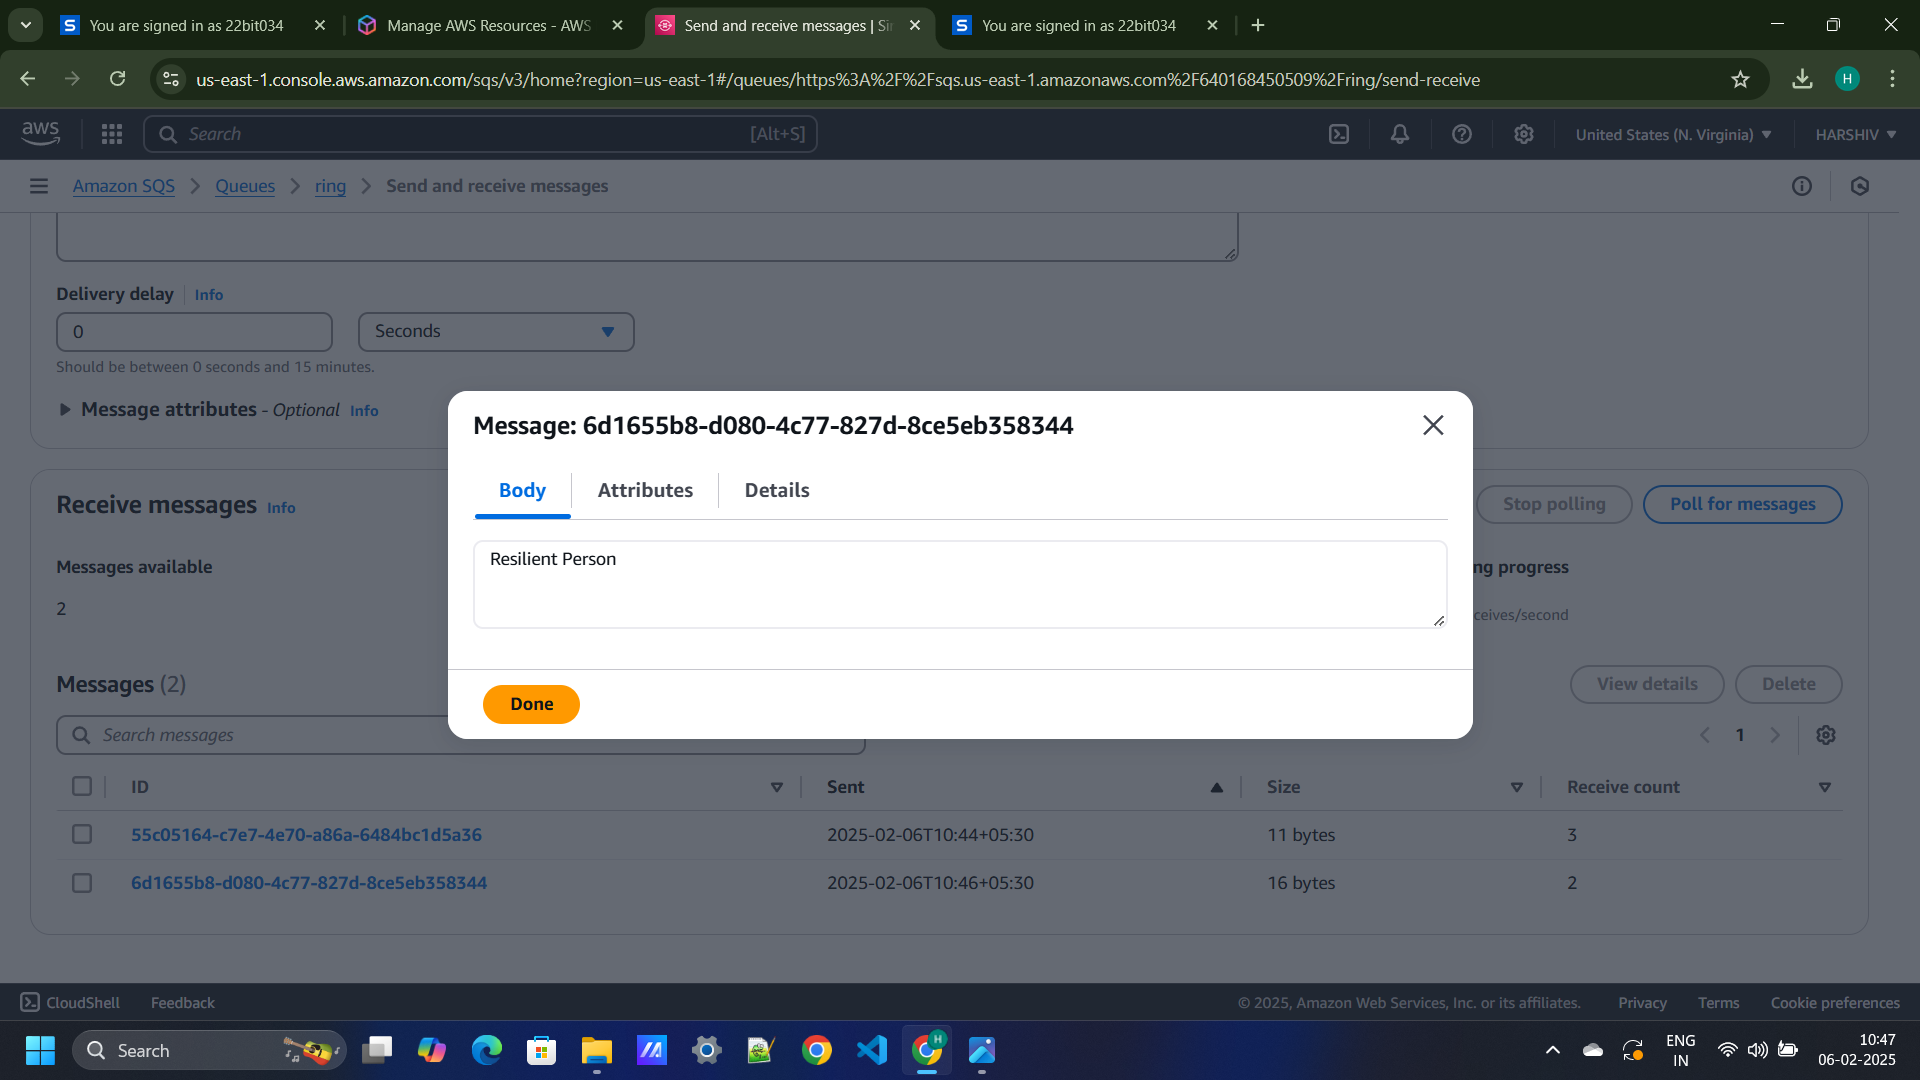 You are signed in as 22bit034
Manage AWS Resources - AWS
Send and receive messages | Si
You are signed in as 22bit034
us-east-1.console.aws.amazon.com/sqs/v3/home?region=us-east-1#/queues/https%3A%2F%2Fsqs.us-east-1.amazonaws.com%2F640168450509%2Fring/send-receive
H
aws
Search
[Alt+S]
United States (N. Virginia)
HARSHIV
Amazon SQS
Queues
ring
Send and receive messages
Delivery delay
Info
0
Seconds
Should be between 0 seconds and 15 minutes.
Message attributes - Optional Info
Message: 6d1655b8-d080-4c77-827d-8ce5eb358344
Body
Attributes
Details
Resilient Person
Done
Receive messages Info
Stop polling
Poll for messages
Messages available
ng progress
2
ceives/second
Messages (2)
View details
Delete
Search messages
1
ID
Sent
Size
Receive count
55c05164-c7e7-4e70-a86a-6484bc1d5a36
2025-02-06T10:44+05:30
11 bytes
3
6d1655b8-d080-4c77-827d-8ce5eb358344
2025-02-06T10:46+05:30
16 bytes
2
CloudShell
Feedback
© 2025, Amazon Web Services, Inc. or its affiliates.
Privacy
Terms
Cookie preferences
Search
H
ENG
IN
10:47
06-02-2025